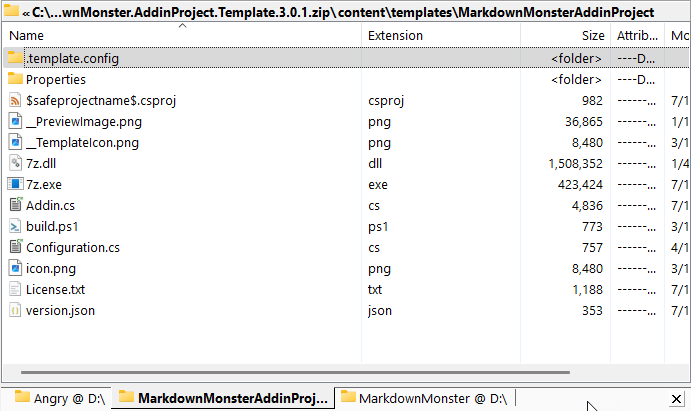 « C:\...wnMonster.AddinProject.Template.3.0.1.zip\content\templates\MarkdownMonsterAddinProject
Name Extension Size Attrib... Mo
.template.config <folder> ----D...
Properties <folder> ----D...
$safeprojectname$.csproj csproj 982 ------... 7/1
__PreviewImage.png png 36,865 ------... 1/1
__TemplateIcon.png png 8,480 ------... 3/1
7z.dll dll 1,508,352 ------... 1/4
7z.exe exe 423,424 ------... 7/1
Addin.cs cs 4,836 ------... 7/1
build.ps1 ps1 773 ------... 3/1
Configuration.cs cs 757 ------... 4/1
icon.png png 8,480 ------... 3/1
License.txt txt 1,188 ------... 7/1
version.json json 353 ------... 7/1
Angry @ D:\ MarkdownMonsterAddinProj... MarkdownMonster @ D:\